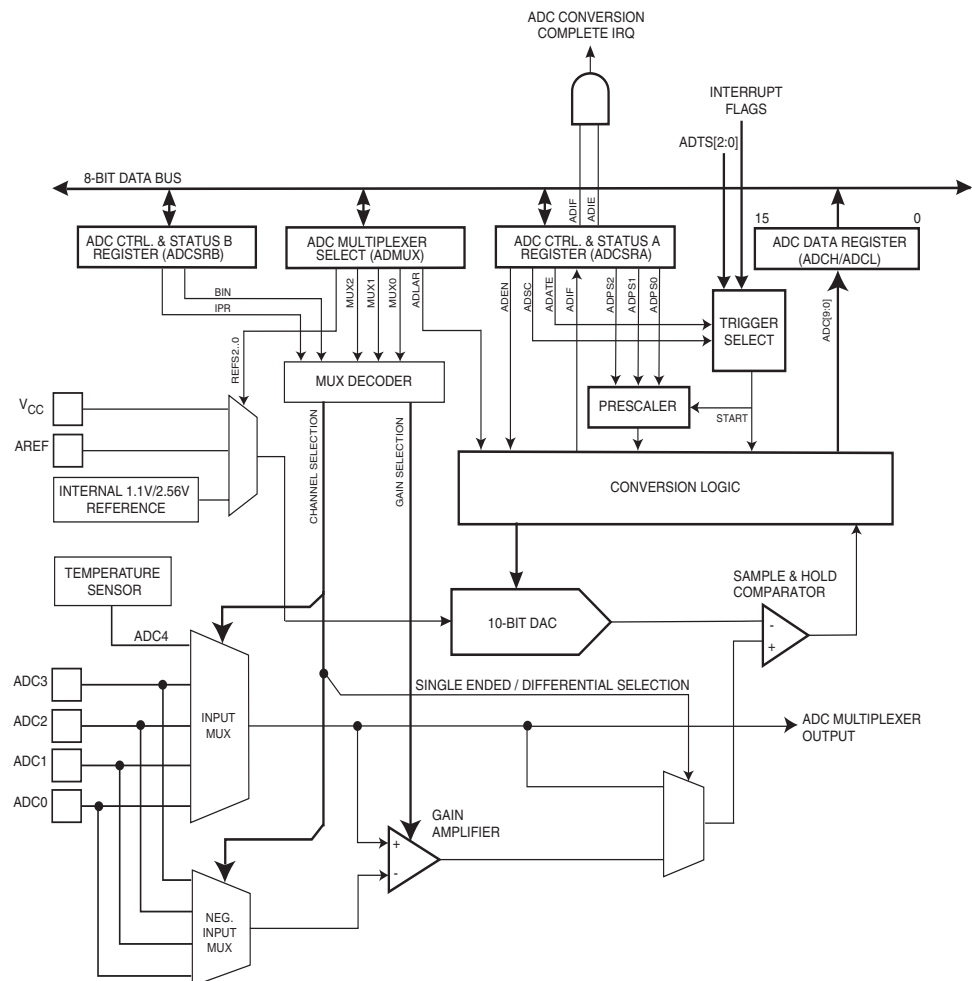 ADC CONVERSION
COMPLETE IRQ
INTERRUPT
FLAGS
ADTS[2:0]
8-BIT DATA BUS
ADIF
ADIE
15
0
ADC CTRL. & STATUS B
REGISTER (ADCSRB)
ADC MULTIPLEXER
SELECT (ADMUX)
ADC CTRL. & STATUS A
REGISTER (ADCSRA)
ADC DATA REGISTER
(ADCH/ADCL)
BIN
IPR
REFS2..0
MUX2
MUX1
MUX0
ADLAR
ADEN
ADSC
ADATE
ADIF
ADPS2
ADPS1
ADPS0
TRIGGER
SELECT
ADC[9:0]
MUX DECODER
PRESCALER
START
VCC
AREF
INTERNAL 1.1V/2.56V
REFERENCE
CHANNEL SELECTION
GAIN SELECTION
CONVERSION LOGIC
TEMPERATURE
SENSOR
ADC4
10-BIT DAC
SAMPLE & HOLD
COMPARATOR
-
+
ADC3
ADC2
ADC1
ADC0
INPUT
MUX
SINGLE ENDED / DIFFERENTIAL SELECTION
ADC MULTIPLEXER
OUTPUT
GAIN
AMPLIFIER
+
-
NEG.
INPUT
MUX